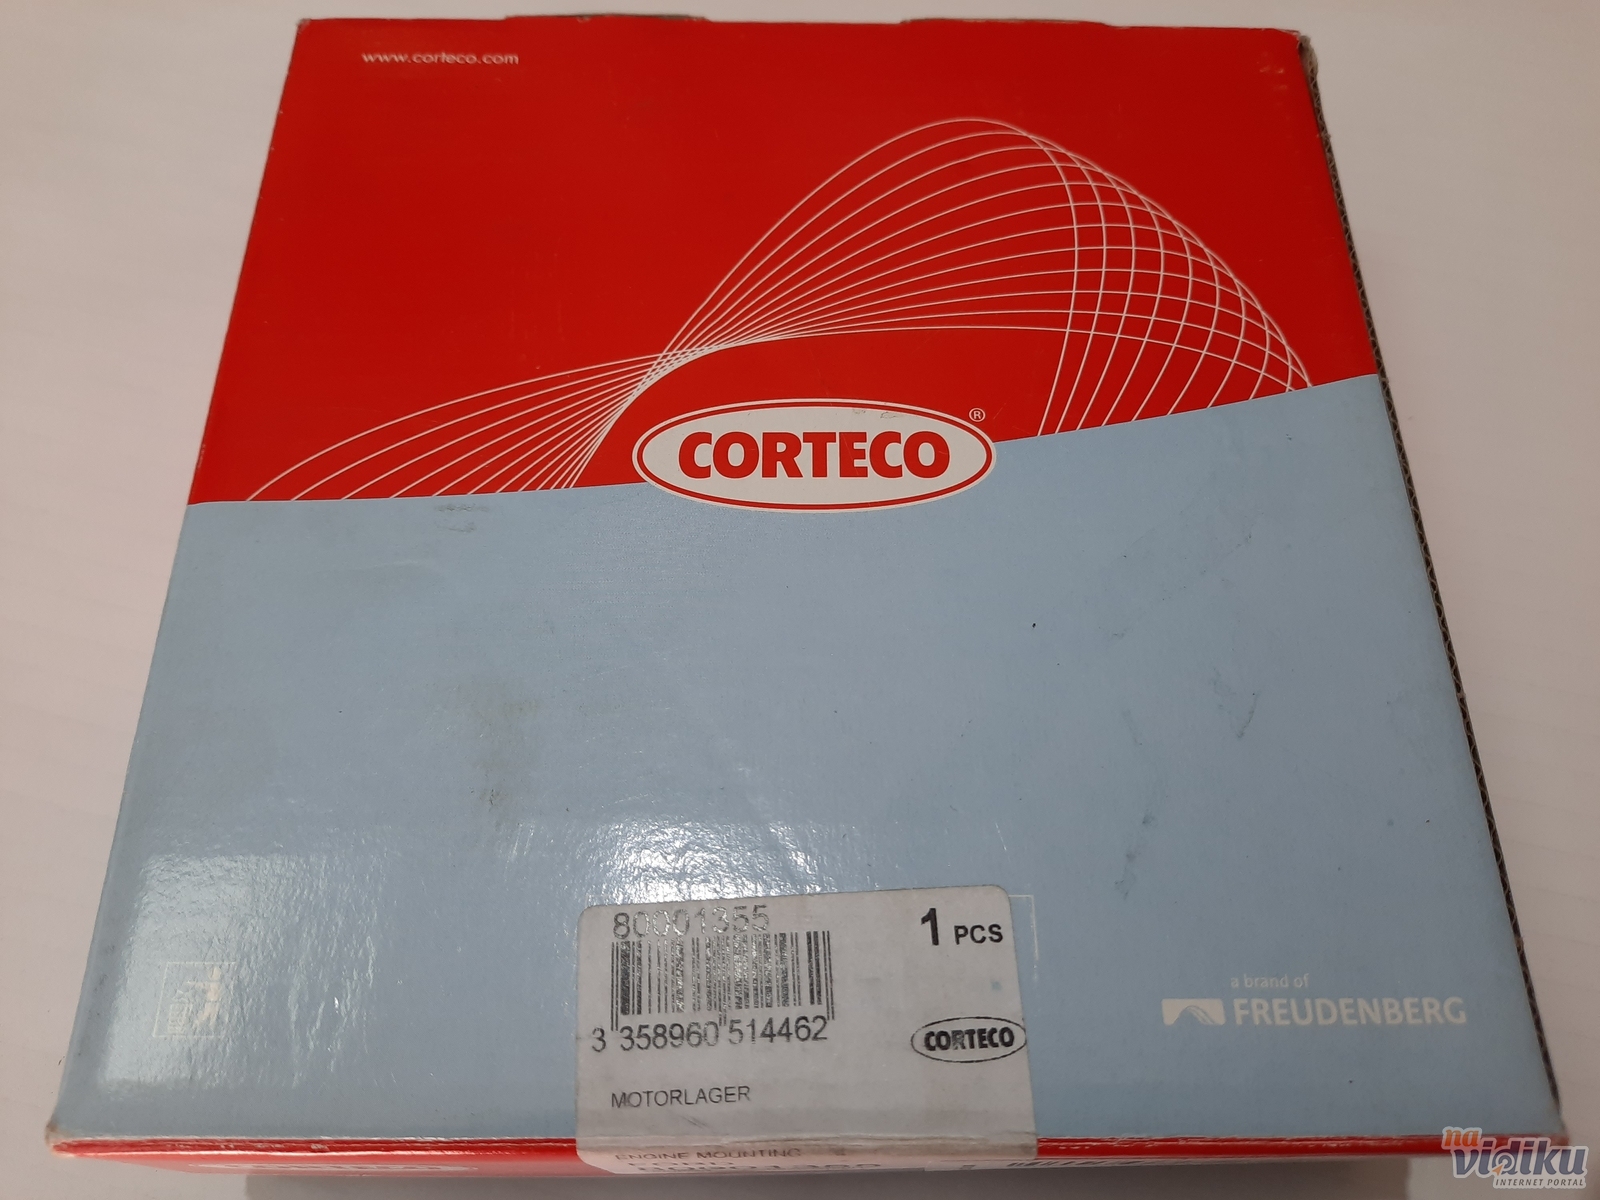 www.corteco.com
CORTECO ®
80001355
1 PCS
3 358960 514462
CORTECO
MOTORLAGER
ENGINE MOUNTING
a brand of
FREUDENBERG
na
vidiku
INTERNET PORTAL